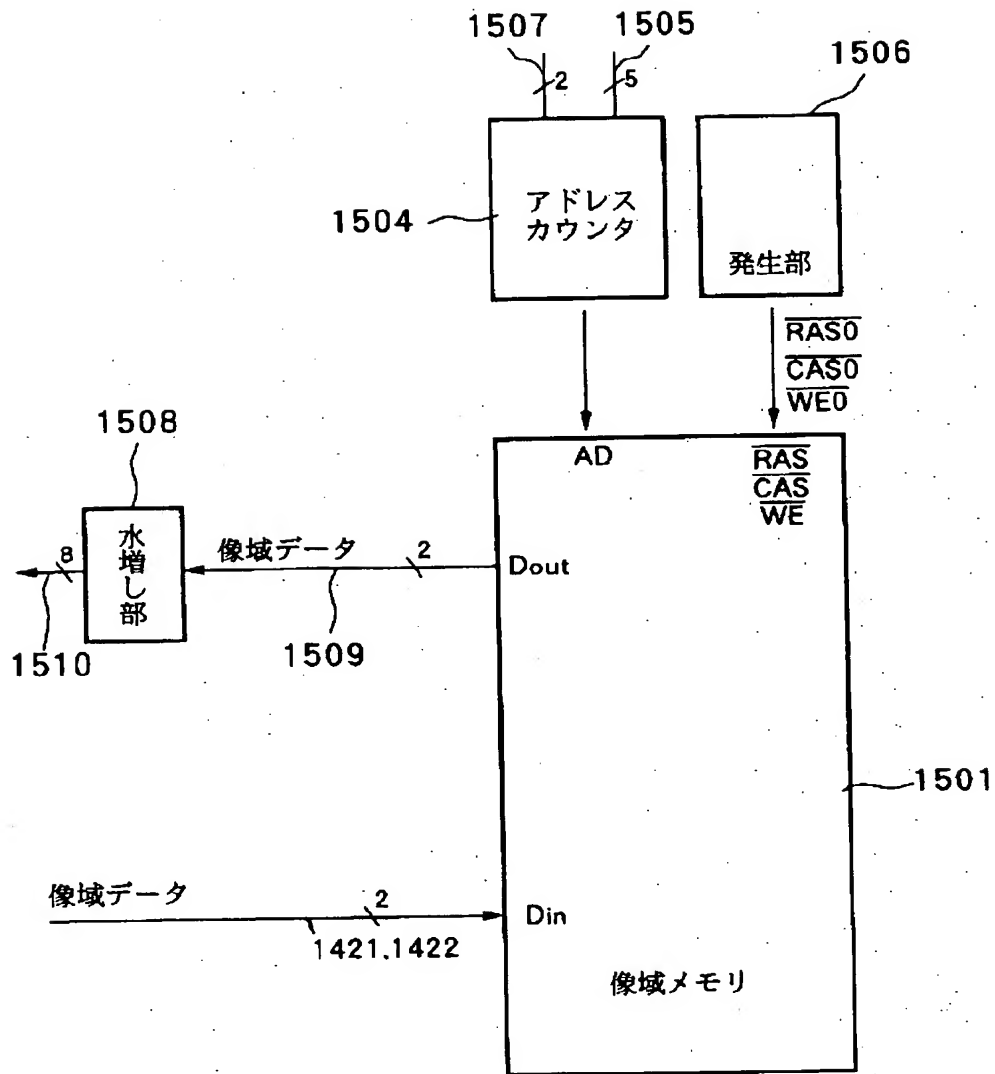 1507
1505
2
5
1506
アドレス
カウンタ
1504
発生部
RAS0
CAS0
WE0
1508
AD
RAS
CAS
WE
水増し部
8
像域データ
2
Dout
1510
1509
1501
像域データ
2
Din
1421,1422
像域メモリ